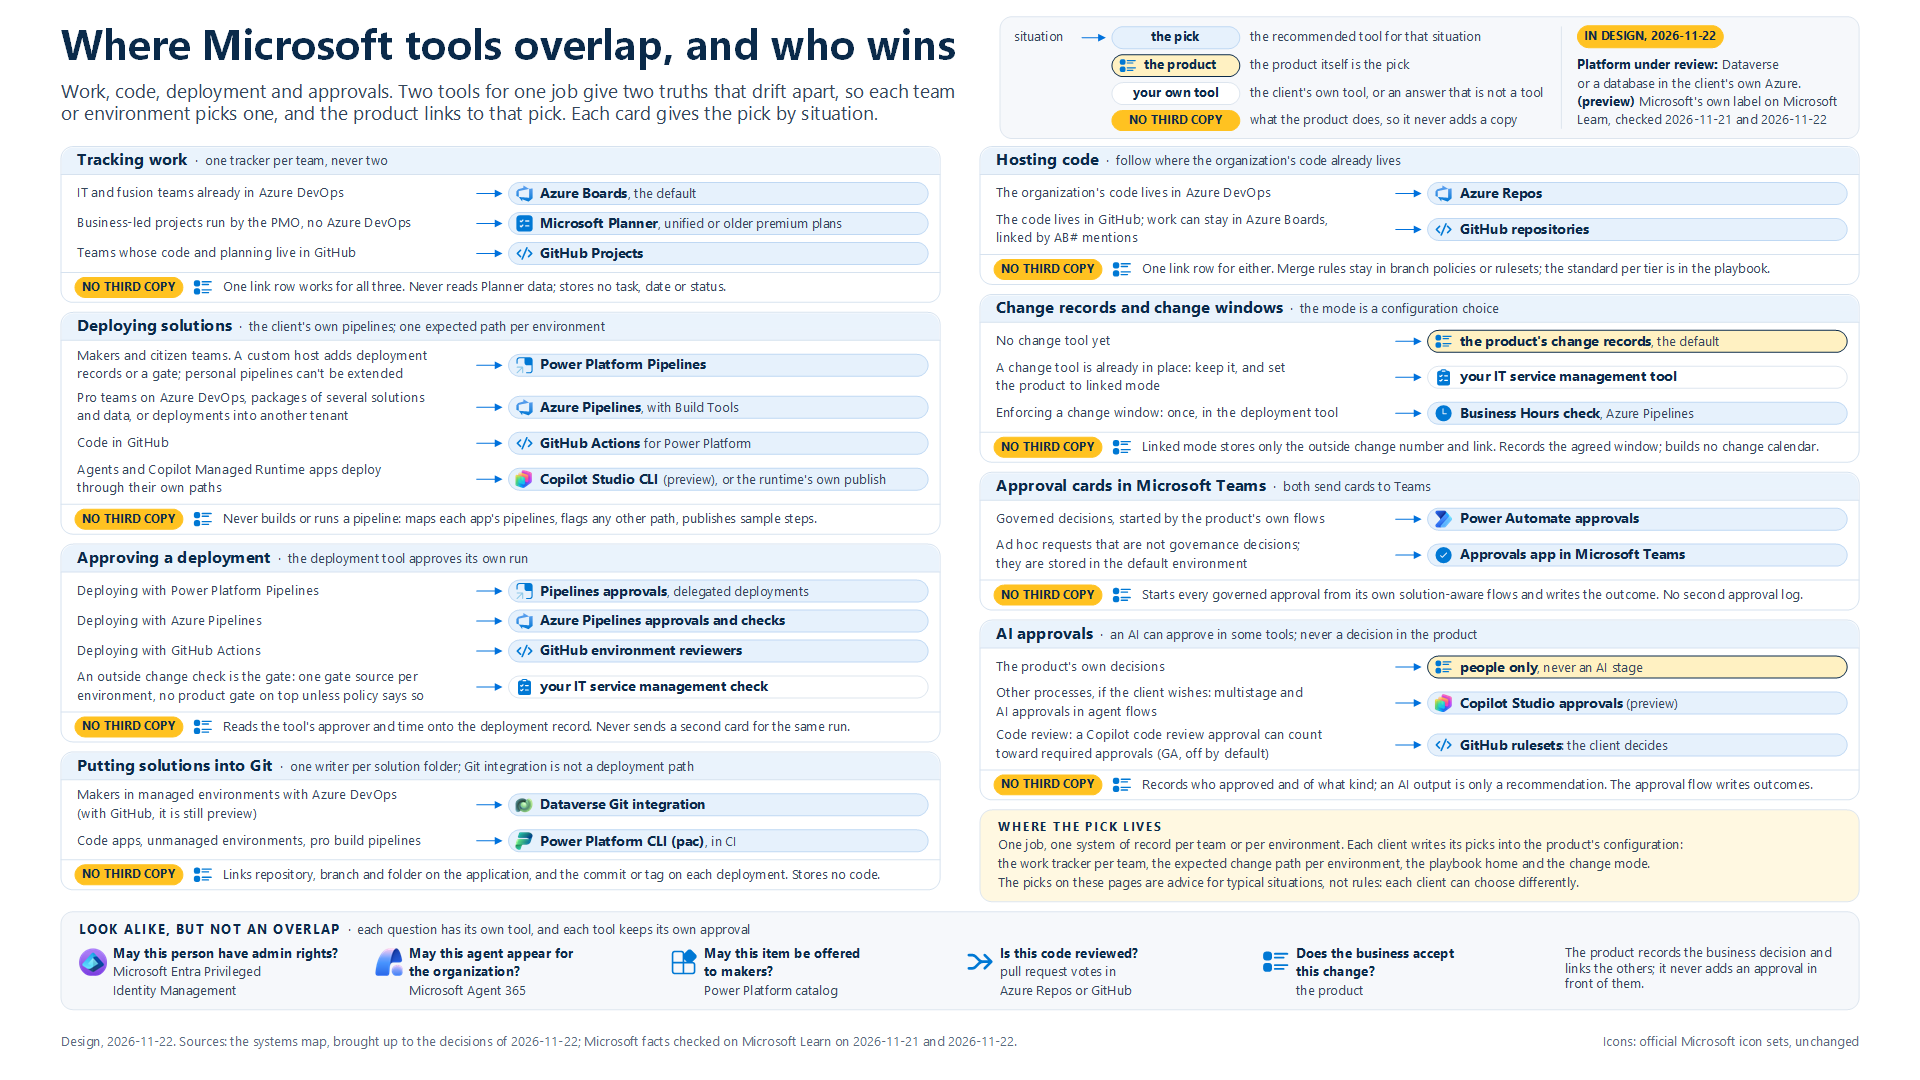 Where Microsoft tools overlap, and who wins
Work, code, deployment and approvals. Two tools for one job give two truths that drift apart, so each team
or environment picks one, and the product links to that pick. Each card gives the pick by situation.
situation
the pick
the recommended tool for that situation
the product
the product itself is the pick
your own tool
the client's own tool, or an answer that is not a tool
NO THIRD COPY
what the product does, so it never adds a copy
IN DESIGN, 2026-11-22
Platform under review: Dataverse
or a database in the client's own Azure.
(preview) Microsoft's own label on Microsoft
Learn, checked 2026-11-21 and 2026-11-22
Tracking work · one tracker per team, never two
IT and fusion teams already in Azure DevOps
Azure Boards, the default
Business-led projects run by the PMO, no Azure DevOps
Microsoft Planner, unified or older premium plans
Teams whose code and planning live in GitHub
GitHub Projects
NO THIRD COPY
One link row works for all three. Never reads Planner data; stores no task, date or status.
Deploying solutions · the client's own pipelines; one expected path per environment
Makers and citizen teams. A custom host adds deployment
records or a gate; personal pipelines can't be extended
Power Platform Pipelines
Pro teams on Azure DevOps, packages of several solutions
and data, or deployments into another tenant
Azure Pipelines, with Build Tools
Code in GitHub
GitHub Actions for Power Platform
Agents and Copilot Managed Runtime apps deploy
through their own paths
Copilot Studio CLI (preview), or the runtime's own publish
NO THIRD COPY
Never builds or runs a pipeline: maps each app's pipelines, flags any other path, publishes sample steps.
Approving a deployment · the deployment tool approves its own run
Deploying with Power Platform Pipelines
Pipelines approvals, delegated deployments
Deploying with Azure Pipelines
Azure Pipelines approvals and checks
Deploying with GitHub Actions
GitHub environment reviewers
An outside change check is the gate: one gate source per
environment, no product gate on top unless policy says so
your IT service management check
NO THIRD COPY
Reads the tool's approver and time onto the deployment record. Never sends a second card for the same run.
Putting solutions into Git · one writer per solution folder; Git integration is not a deployment path
Makers in managed environments with Azure DevOps
(with GitHub, it is still preview)
Dataverse Git integration
Code apps, unmanaged environments, pro build pipelines
Power Platform CLI (pac), in CI
NO THIRD COPY
Links repository, branch and folder on the application, and the commit or tag on each deployment. Stores no code.
Hosting code · follow where the organization's code already lives
The organization's code lives in Azure DevOps
Azure Repos
The code lives in GitHub; work can stay in Azure Boards,
linked by AB# mentions
GitHub repositories
NO THIRD COPY
One link row for either. Merge rules stay in branch policies or rulesets; the standard per tier is in the playbook.
Change records and change windows · the mode is a configuration choice
No change tool yet
the product's change records, the default
A change tool is already in place: keep it, and set
the product to linked mode
your IT service management tool
Enforcing a change window: once, in the deployment tool
Business Hours check, Azure Pipelines
NO THIRD COPY
Linked mode stores only the outside change number and link. Records the agreed window; builds no change calendar.
Approval cards in Microsoft Teams · both send cards to Teams
Governed decisions, started by the product's own flows
Power Automate approvals
Ad hoc requests that are not governance decisions;
they are stored in the default environment
Approvals app in Microsoft Teams
NO THIRD COPY
Starts every governed approval from its own solution-aware flows and writes the outcome. No second approval log.
AI approvals · an AI can approve in some tools; never a decision in the product
The product's own decisions
people only, never an AI stage
Other processes, if the client wishes: multistage and
AI approvals in agent flows
Copilot Studio approvals (preview)
Code review: a Copilot code review approval can count
toward required approvals (GA, off by default)
GitHub rulesets: the client decides
NO THIRD COPY
Records who approved and of what kind; an AI output is only a recommendation. The approval flow writes outcomes.
WHERE THE PICK LIVES
One job, one system of record per team or per environment. Each client writes its picks into the product's configuration:
the work tracker per team, the expected change path per environment, the playbook home and the change mode.
The picks on these pages are advice for typical situations, not rules: each client can choose differently.
LOOK ALIKE, BUT NOT AN OVERLAP · each question has its own tool, and each tool keeps its own approval
May this person have admin rights?
Microsoft Entra Privileged
Identity Management
May this agent appear for
the organization?
Microsoft Agent 365
May this item be offered
to makers?
Power Platform catalog
Is this code reviewed?
pull request votes in
Azure Repos or GitHub
Does the business accept
this change?
the product
The product records the business decision and
links the others; it never adds an approval in
front of them.
Design, 2026-11-22. Sources: the systems map, brought up to the decisions of 2026-11-22; Microsoft facts checked on Microsoft Learn on 2026-11-21 and 2026-11-22.
Icons: official Microsoft icon sets, unchanged